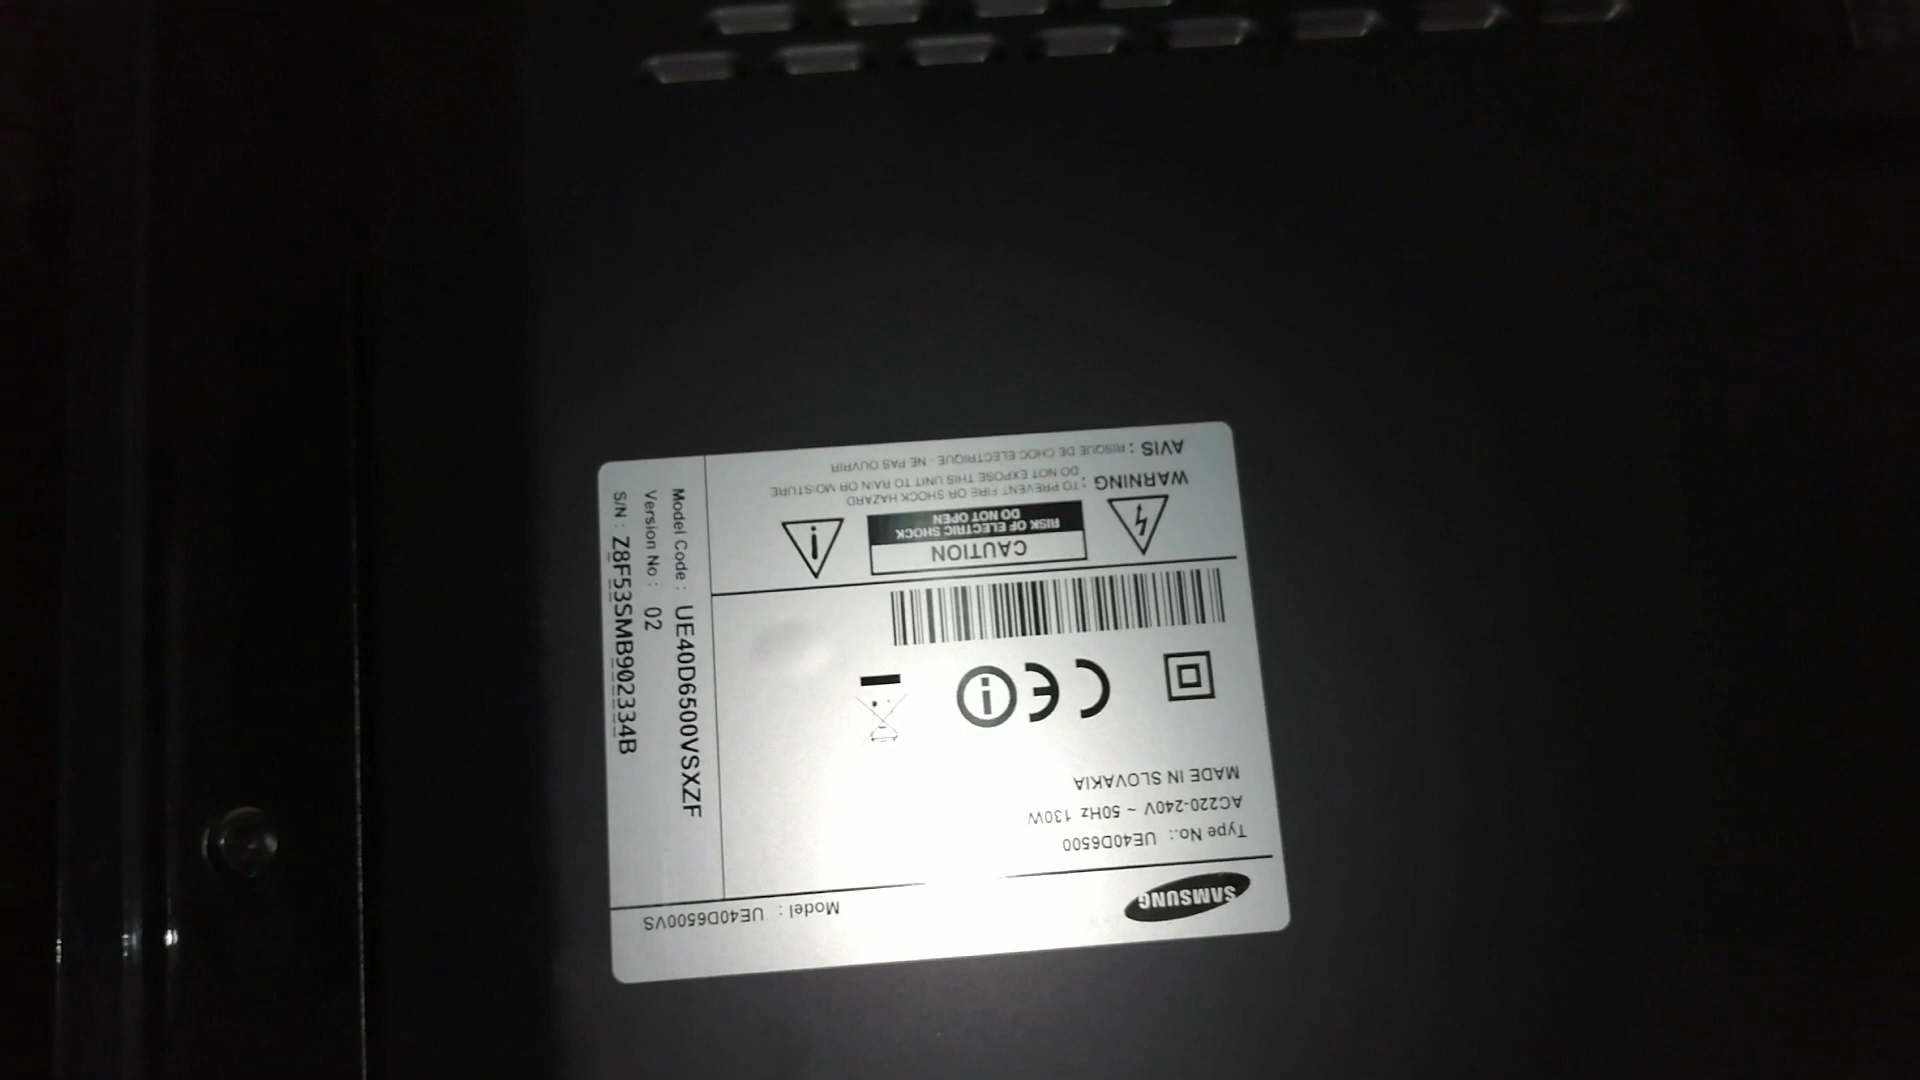 SAMSUNG
Model : UE40D6500VS
Type No.: UE40D6500
AC220-240V ~ 50Hz 130W
MADE IN SLOVAKIA
CAUTION
RISK OF ELECTRIC SHOCK
DO NOT OPEN
WARNING : TO PREVENT FIRE OR SHOCK HAZARD
DO NOT EXPOSE THIS UNIT TO RAIN OR MOISTURE
AVIS : RISQUE DE CHOC ELECTRIQUE - NE PAS OUVRIR
Model Code : UE40D6500VSXZF
Version No : 02
S/N : Z8F53SMB902334B